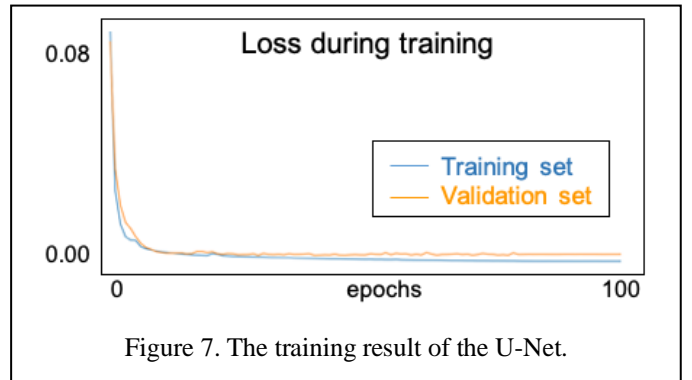 Loss during training
0.08
Training set
Validation set
0.00
0 epochs 100
Figure 7. The training result of the U-Net.